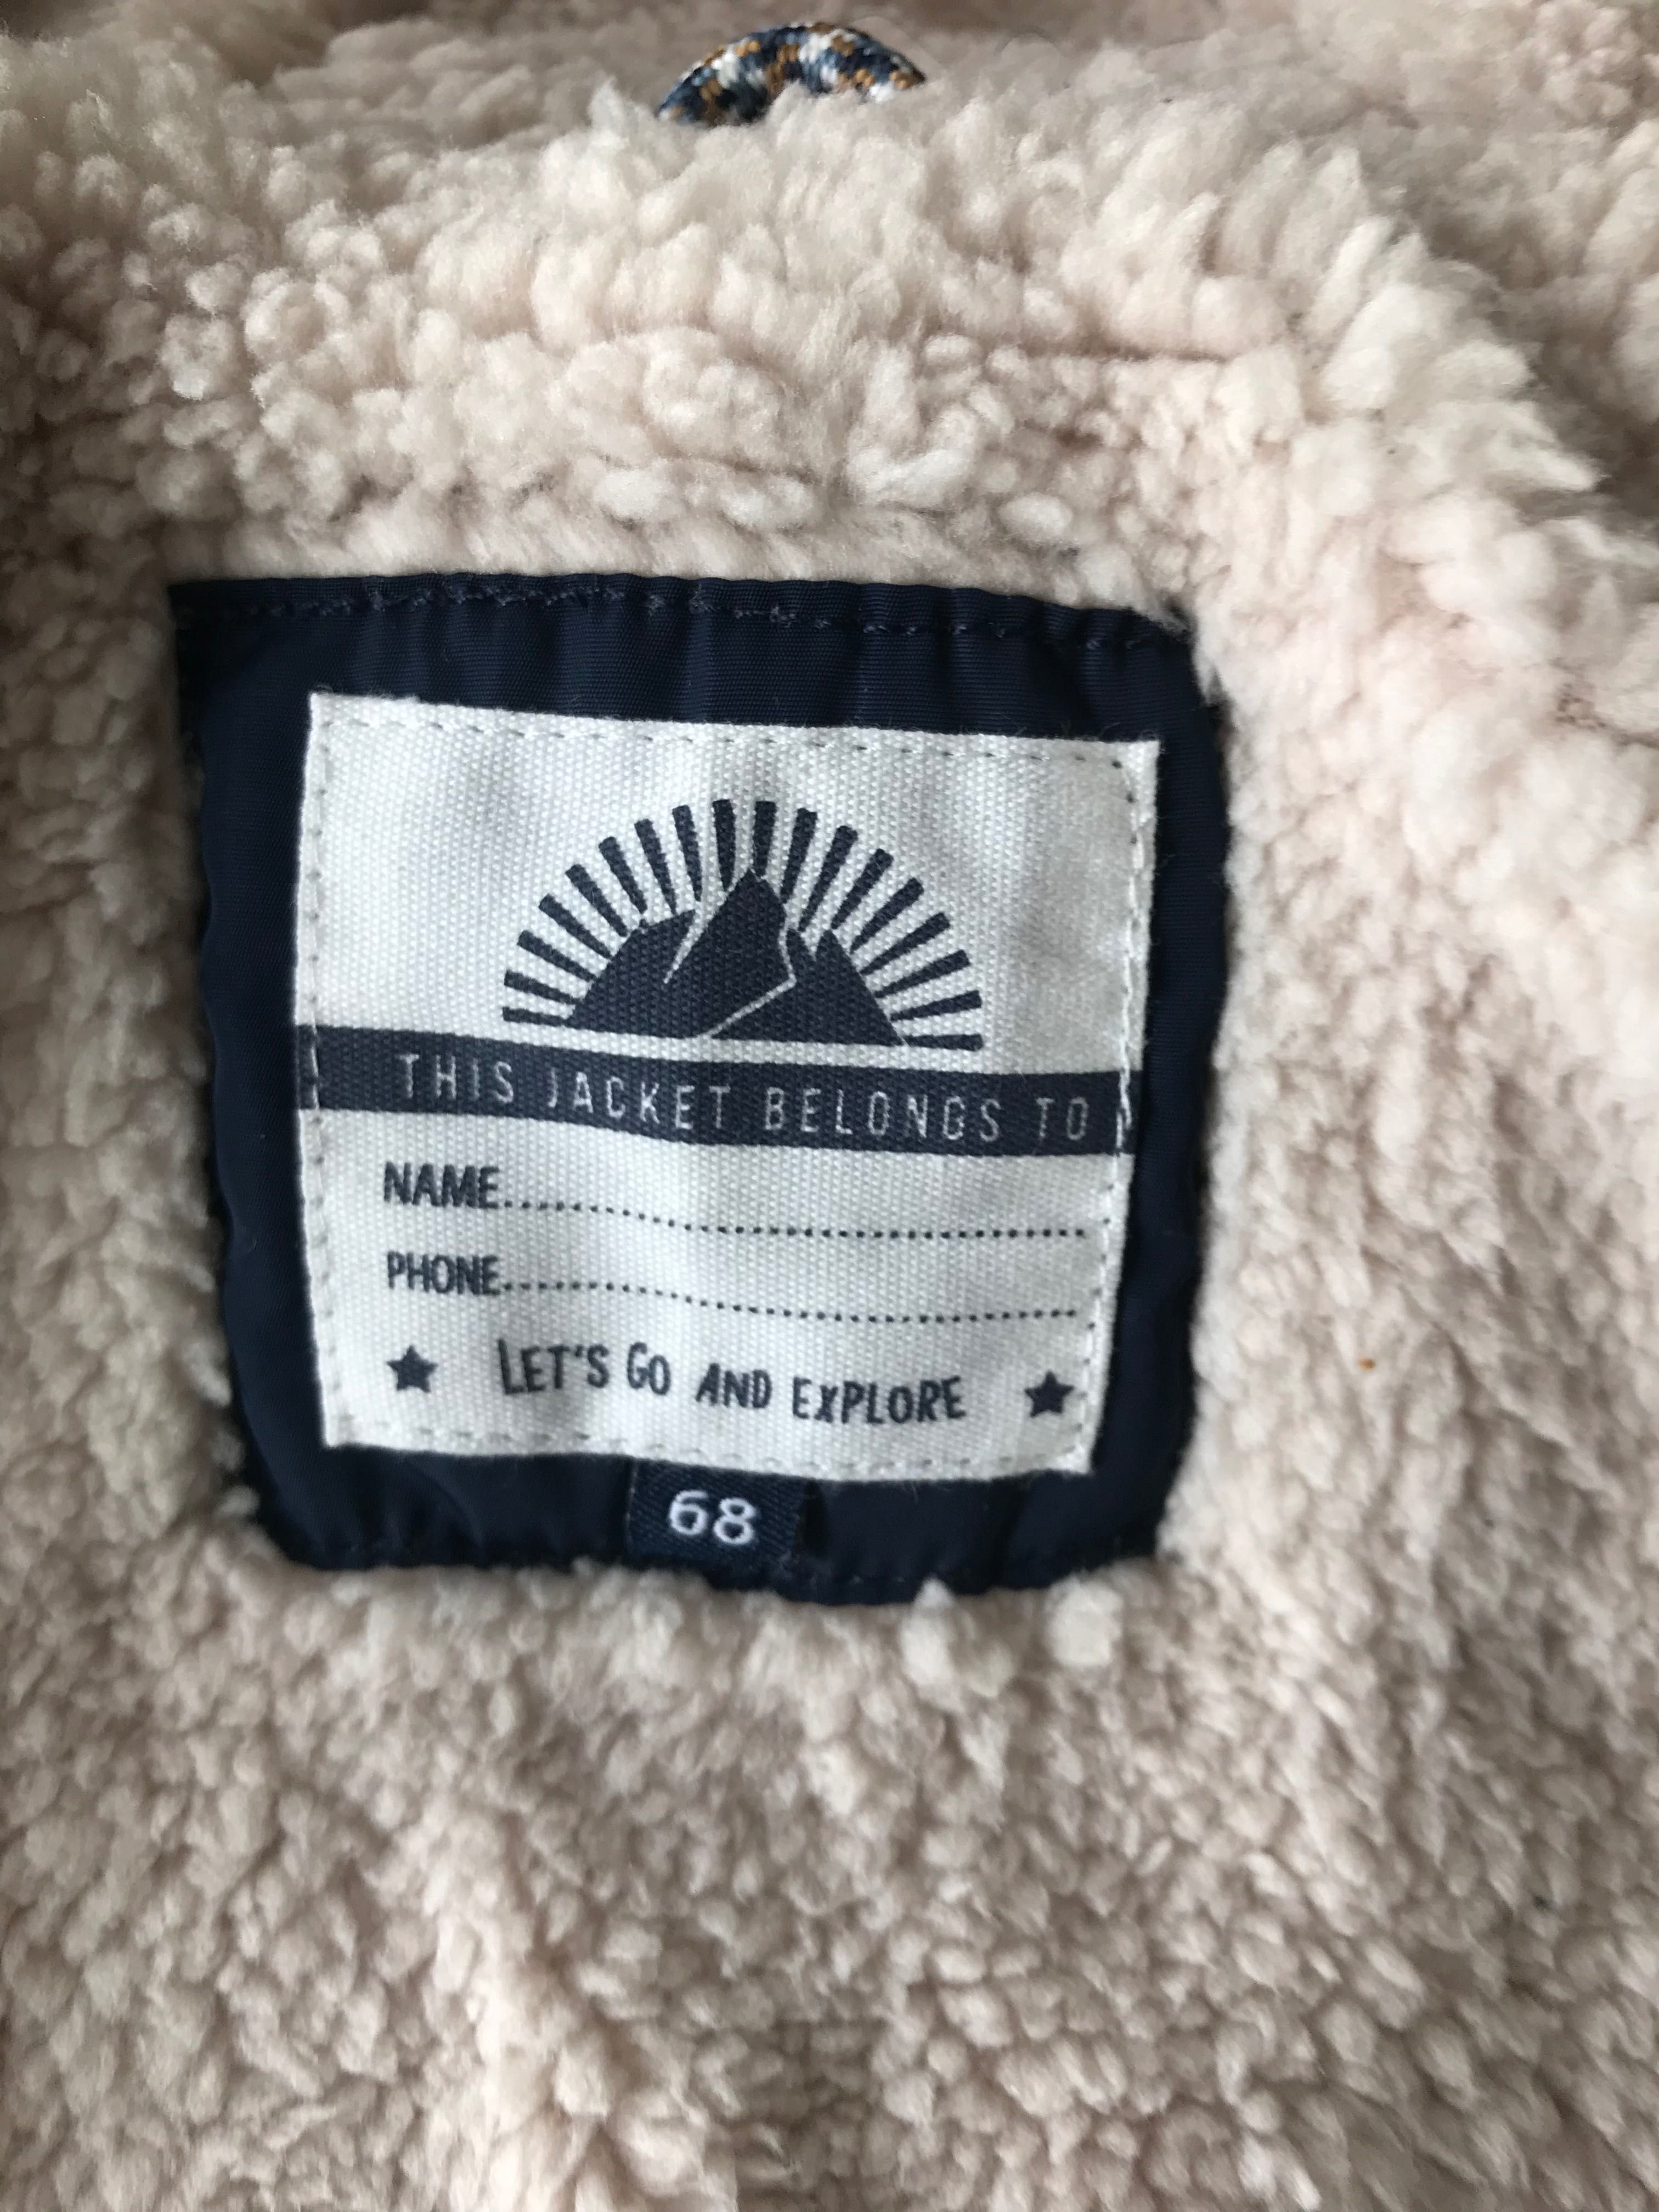 THIS JACKET BELONGS TO
NAME..................................................
PHONE..................................................
★ LET'S GO AND EXPLORE ★
68